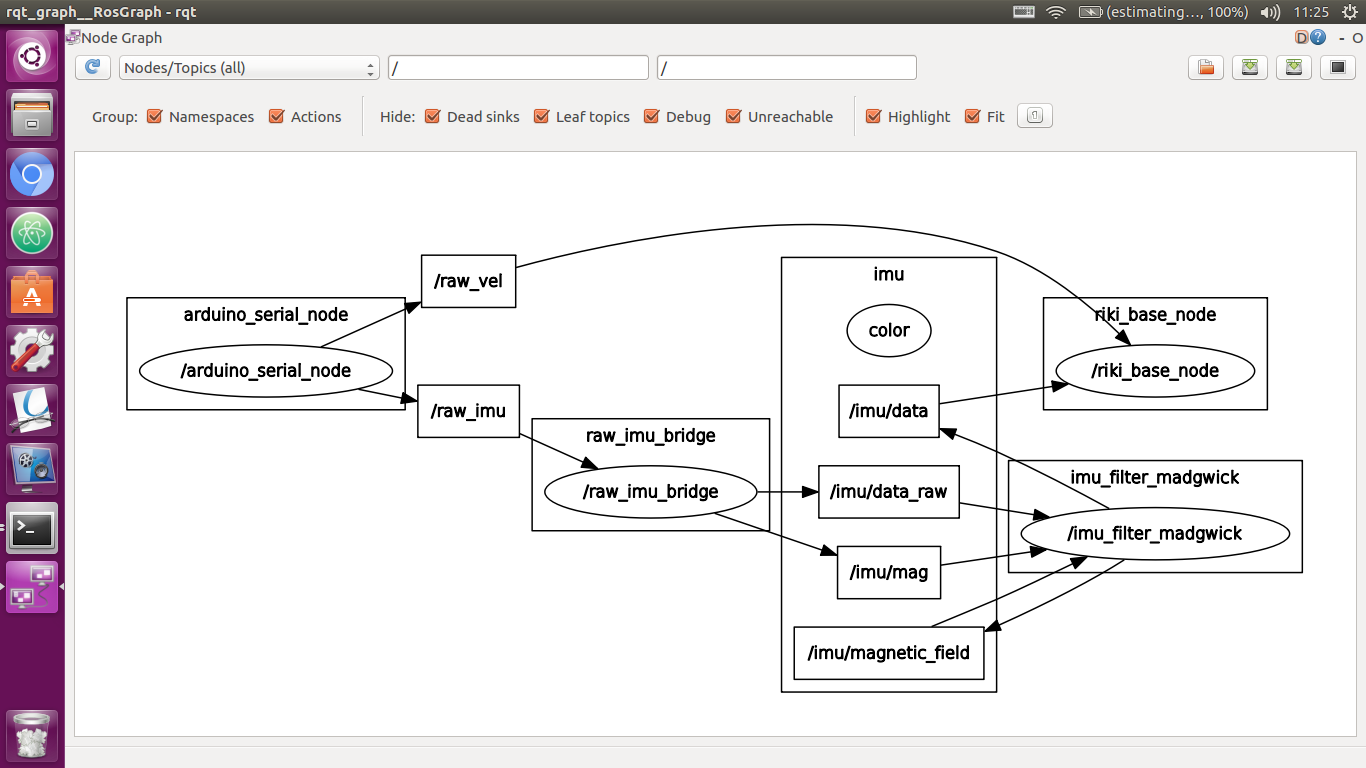 rqt_graph__RosGraph - rqt
(estimating..., 100%)
11:25
Node Graph
D
?
- O
Nodes/Topics (all)
/
/
Group:
Namespaces
Actions
Hide:
Dead sinks
Leaf topics
Debug
Unreachable
Highlight
Fit
/raw_vel
imu
arduino_serial_node
riki_base_node
color
/arduino_serial_node
/riki_base_node
/raw_imu
/imu/data
raw_imu_bridge
imu_filter_madgwick
/raw_imu_bridge
/imu/data_raw
/imu_filter_madgwick
/imu/mag
/imu/magnetic_field